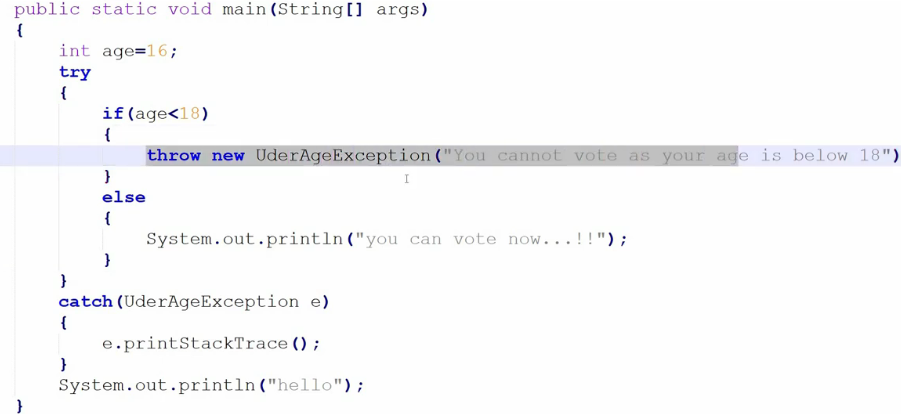 public static void main(String[] args)
{
int age=16;
try
{
if(age<18)
{
throw new UderAgeException("You cannot vote as your age is below 18")
}
else
{
System.out.println("you can vote now...!!");
}
}
catch(UderAgeException e)
{
e.printStackTrace();
}
System.out.println("hello");
}